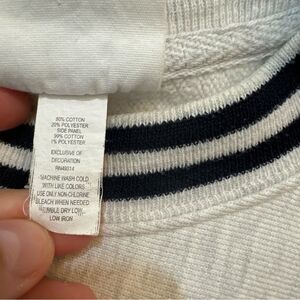 80% COTTON
20% POLYESTER
SIDE PANEL
99% COTTON
1% POLYESTER
EXCLUSIVE OF
DECORATION
RN49314
MACHINE WASH COLD
WITH LIKE COLORS
USE ONLY NON-CHLORINE
BLEACH WHEN NEEDED
TUMBLE DRY LOW
LOW IRON